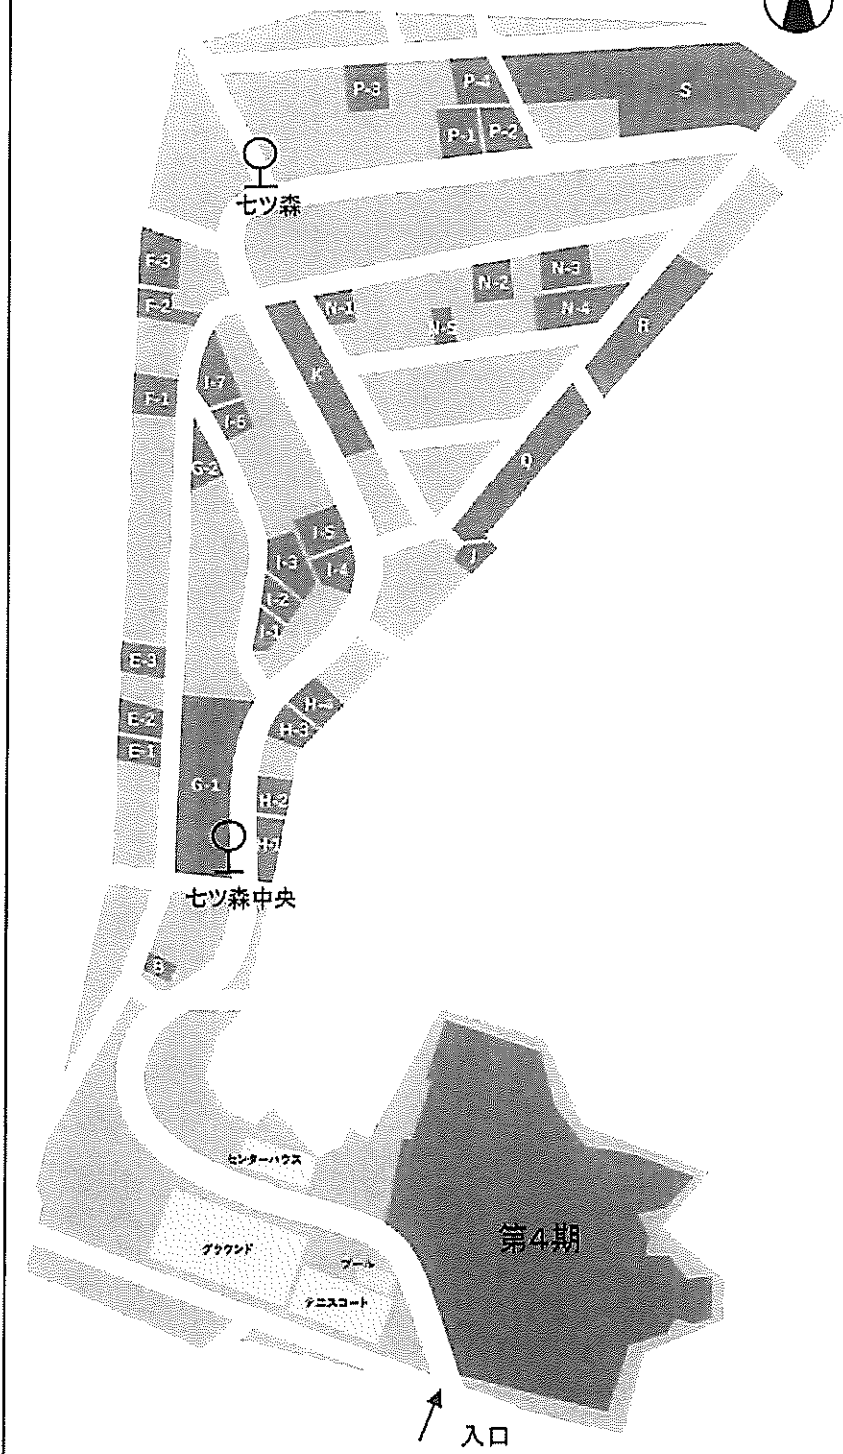 P-3
P-4
S
P-1
P-2
七ツ森
F-3
F-2
N-3
N-2
N-1
N-4
N-5
R
K
I-7
F-1
I-6
G-2
Q
I-5
I-3
I-4
J
I-2
I-1
E-3
H-4
E-2
H-3
E-1
G-1
H-2
H-1
七ツ森中央
B
センターハウス
グラウンド
プール
テニスコート
第4期
入口